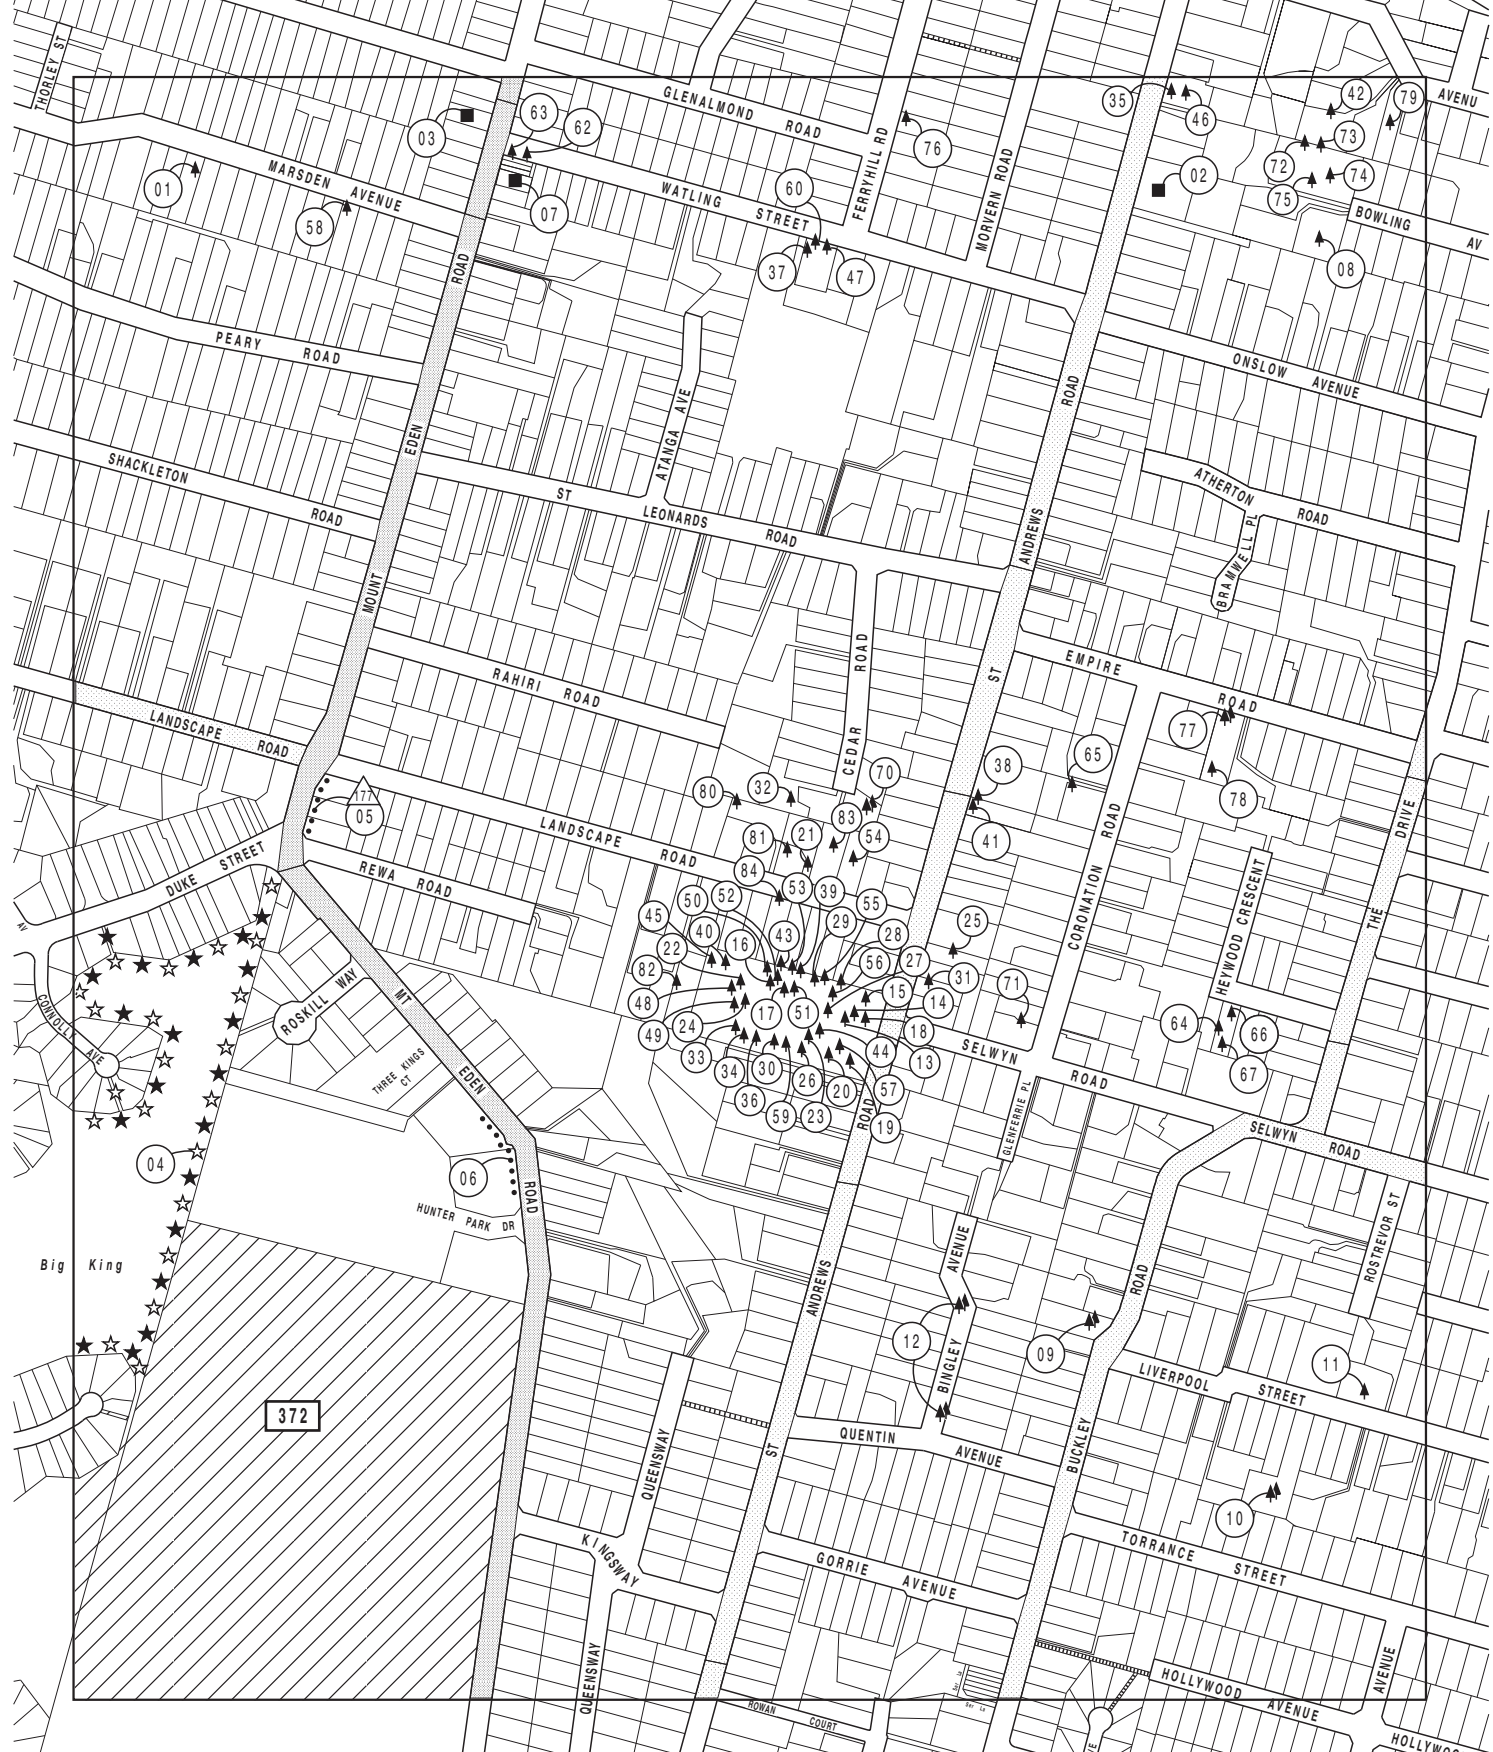 THORLEY ST
GLENALMOND ROAD
AVENU
MARSDEN AVENUE
WATLING STREET
FERRYHILL RD
MORVERN ROAD
BOWLING AV
PEARY ROAD
ATANGA AVE
ONSLOW AVENUE
SHACKLETON ROAD
MOUNT EDEN ROAD
ST LEONARDS ROAD
ATHERTON ROAD
BRAMWELL PL
ST ANDREWS ROAD
CEDAR ROAD
EMPIRE ROAD
RAHIRI ROAD
LANDSCAPE ROAD
LANDSCAPE ROAD
CORONATION ROAD
THE DRIVE
HEYWOOD CRESCENT
DUKE STREET
REWA ROAD
AV
CONNOLLY AVE
ROSKILL WAY
MT EDEN ROAD
THREE KINGS CT
SELWYN ROAD
SELWYN ROAD
GLENFERRIE PL
HUNTER PARK DR
Big King
ST ANDREWS ROAD
BINGLEY AVENUE
ROSTREVOR ST
BUCKLEY ROAD
LIVERPOOL STREET
QUENTIN AVENUE
QUEENSWAY
KINGSWAY
GORRIE AVENUE
TORRANCE STREET
QUEENSWAY
HOLLYWOOD AVENUE
AVENUE
ROWAN COURT
HOLLYWO
372
177
05
01
58
03
63
62
07
60
37
47
76
35
46
02
42
79
73
72
74
75
08
77
78
65
38
41
70
83
54
80
32
81
21
84
53
39
52
50
55
45
40
29
43
16
28
22
56
27
25
82
31
71
48
15
14
17
51
24
49
18
33
44
13
34
30
26
20
57
36
59
23
19
64
66
67
04
06
12
09
11
10